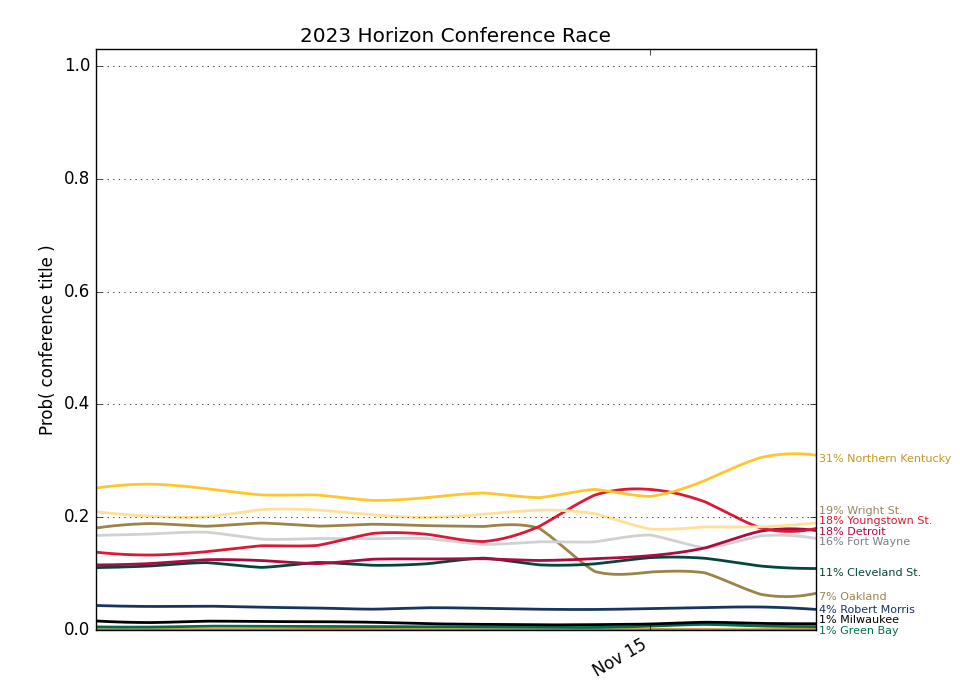 2023 Horizon Conference Race
Prob( conference title )
1.0
0.8
0.6
0.4
0.2
0.0
Nov 15
31% Northern Kentucky
19% Wright St.
18% Youngstown St.
18% Detroit
16% Fort Wayne
11% Cleveland St.
7% Oakland
4% Robert Morris
1% Milwaukee
1% Green Bay